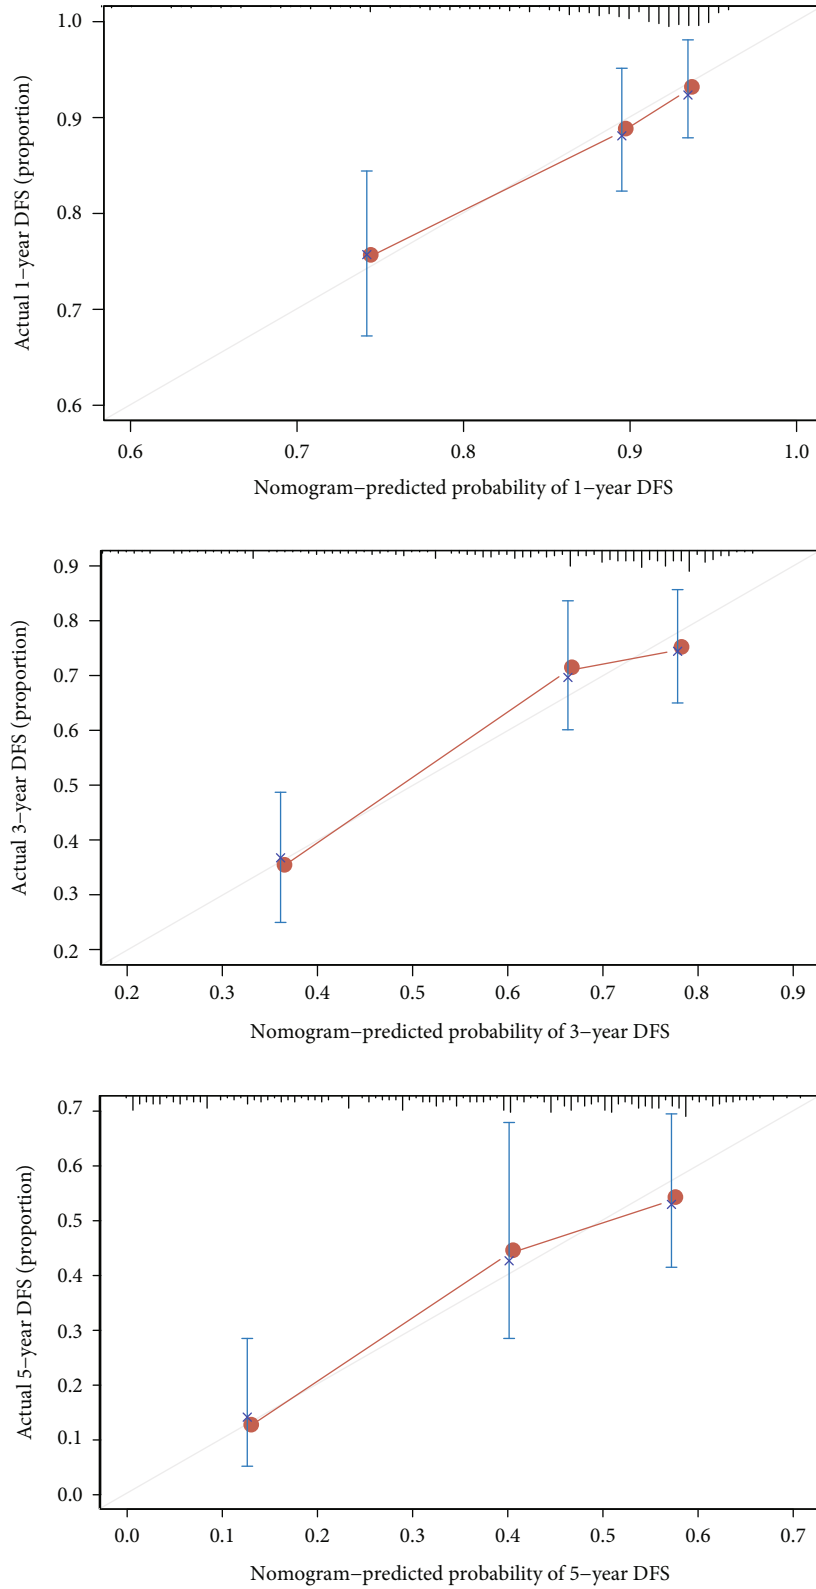 1.0
0.9
0.8
0.7
0.6
Actual 1–year DFS (proportion)
0.6 0.7 0.8 0.9 1.0
Nomogram–predicted probability of 1–year DFS
0.9
0.8
0.7
0.6
0.5
0.4
0.3
0.2
Actual 3–year DFS (proportion)
0.2 0.3 0.4 0.5 0.6 0.7 0.8 0.9
Nomogram–predicted probability of 3–year DFS
0.7
0.6
0.5
0.4
0.3
0.2
0.1
0.0
Actual 5–year DFS (proportion)
0.0 0.1 0.2 0.3 0.4 0.5 0.6 0.7
Nomogram–predicted probability of 5–year DFS